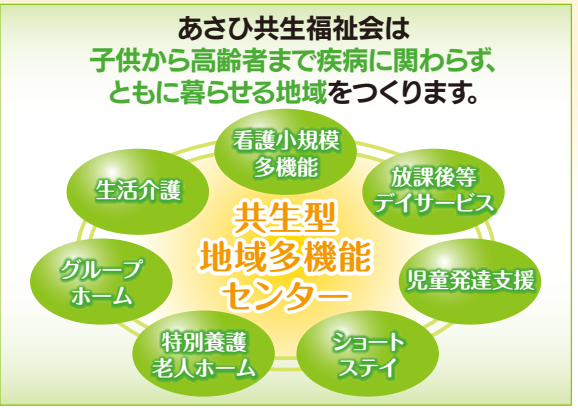 あさひ共生福祉会は
子供から高齢者まで疾病に関わらず、
ともに暮らせる地域をつくります。
看護小規模
多機能
生活介護
放課後等
デイサービス
共生型
地域多機能
センター
グループ
ホーム
児童発達支援
特別養護
老人ホーム
ショート
ステイ